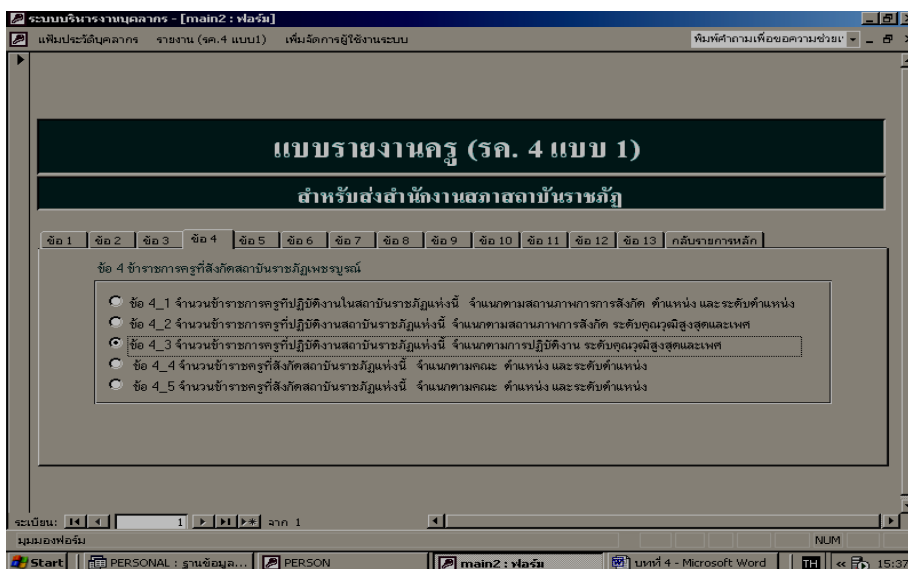 ระบบบริหารงานบุคลากร - [main2 : ฟอร์ม]
แฟ้มประวัติบุคลากร รายงาน (รค.4 แบบ1) เพิ่มจัดการผู้ใช้งานระบบ พิมพ์คำถามเพื่อขอความช่วยเ
แบบรายงานครู (รค. 4 แบบ 1)
สำหรับส่งสำนักงานสภาสถาบันราชภัฏ
ข้อ 1 ข้อ 2 ข้อ 3 ข้อ 4 ข้อ 5 ข้อ 6 ข้อ 7 ข้อ 8 ข้อ 9 ข้อ 10 ข้อ 11 ข้อ 12 ข้อ 13 กลับรายการหลัก
ข้อ 4 ข้าราชการครูที่สังกัดสถาบันราชภัฏเพชรบูรณ์
ข้อ 4_1 จำนวนข้าราชการครูที่ปฏิบัติงานในสถาบันราชภัฏแห่งนี้ จำแนกตามสถานภาพการการสังกัด ตำแหน่ง และระดับตำแหน่ง
ข้อ 4_2 จำนวนข้าราชการครูที่ปฏิบัติงานสถาบันราชภัฏแห่งนี้ จำแนกตามสถานภาพการสังกัด ระดับคุณวุฒิสูงสุดและเพศ
ข้อ 4_3 จำนวนข้าราชการครูที่ปฏิบัติงานสถาบันราชภัฏแห่งนี้ จำแนกตามการปฏิบัติงาน ระดับคุณวุฒิสูงสุดและเพศ
ข้อ 4_4 จำนวนข้าราชครูที่สังกัดสถาบันราชภัฏแห่งนี้ จำแนกตามคณะ ตำแหน่ง และระดับตำแหน่ง
ข้อ 4_5 จำนวนข้าราชครูที่สังกัดสถาบันราชภัฏแห่งนี้ จำแนกตามคณะ ตำแหน่ง และระดับตำแหน่ง
ระเบียน: 1 จาก 1
มุมมองฟอร์ม NUM
Start PERSONAL : ฐานข้อมูล... PERSON main2 : ฟอร์ม บทที่ 4 - Microsoft Word TH « 15:37